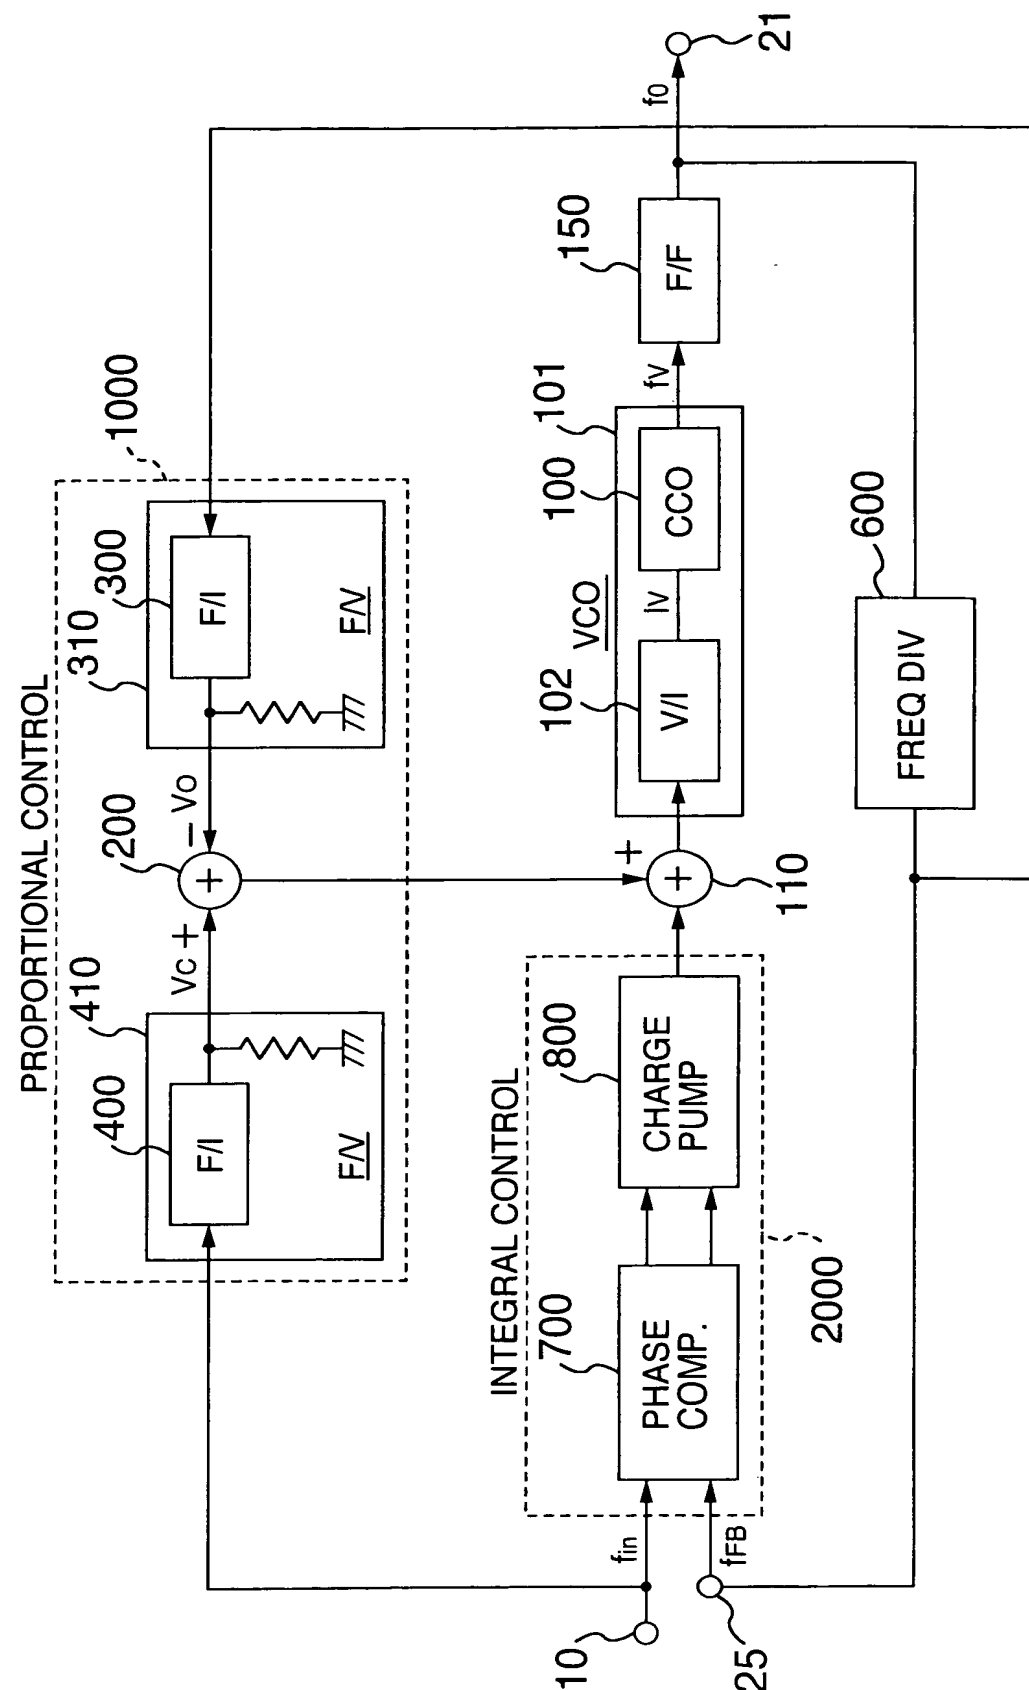 PROPORTIONAL CONTROL
1000
410
400
F/I
F/V
Vc +
200
+
− Vo
310
300
F/I
F/V
INTEGRAL CONTROL
2000
10
fin
25
fFB
700
PHASE
COMP.
800
CHARGE
PUMP
+
+
110
VCO
101
102
V/I
IV
100
CCO
fV
150
F/F
fo
21
600
FREQ DIV